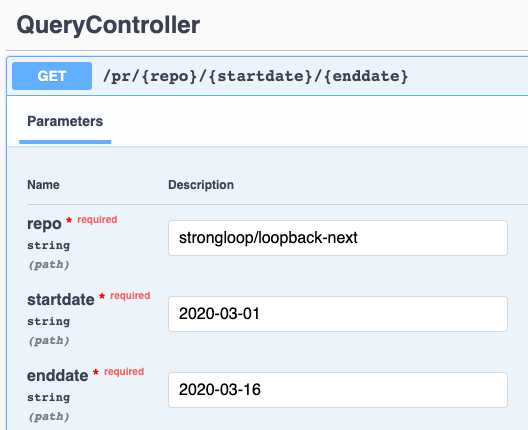 QueryController
GET /pr/{repo}/{startdate}/{enddate}
Parameters
Name Description
repo * required
string
(path)
strongloop/loopback-next
startdate * required
string
(path)
2020-03-01
enddate * required
string
(path)
2020-03-16